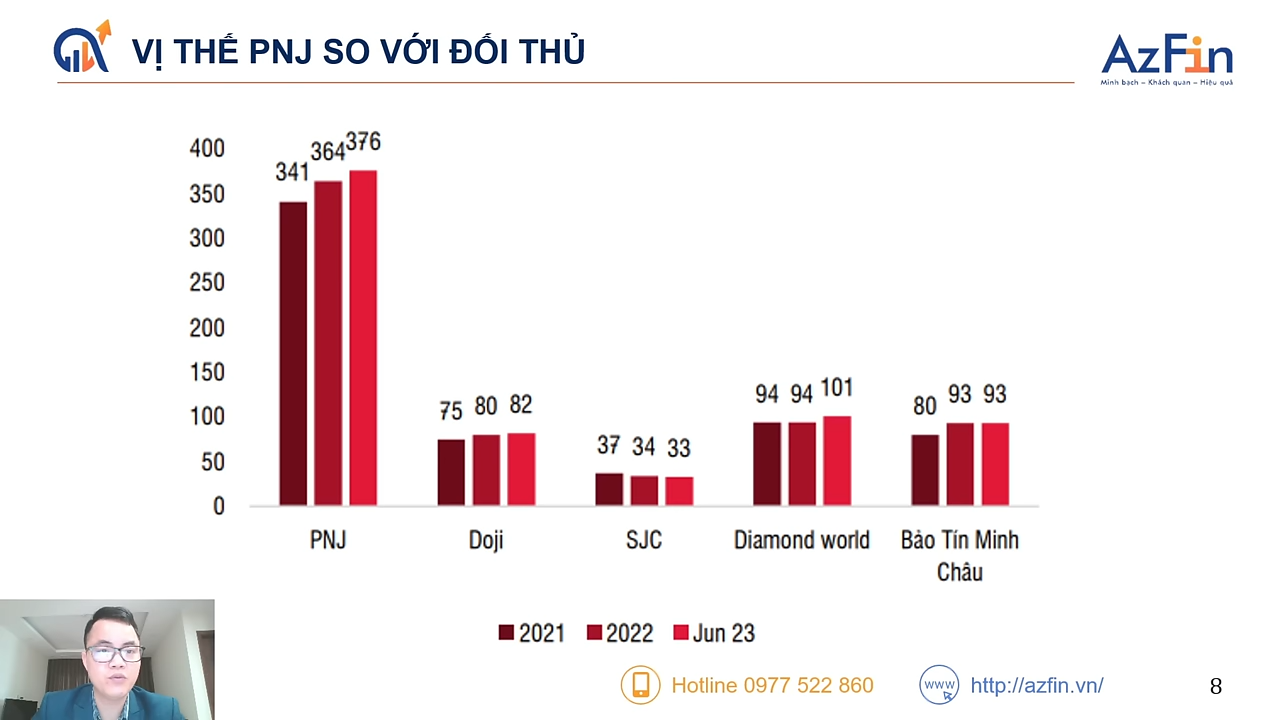 VỊ THẾ PNJ SO VỚI ĐỐI THỦ
AzFin
Minh bạch – Khách quan – Hiệu quả
400
350
300
250
200
150
100
50
0
341
364
376
75
80
82
37
34
33
94
94
101
80
93
93
PNJ
Doji
SJC
Diamond world
Bảo Tín Minh
Châu
2021
2022
Jun 23
Hotline 0977 522 860
www
http://azfin.vn/
8